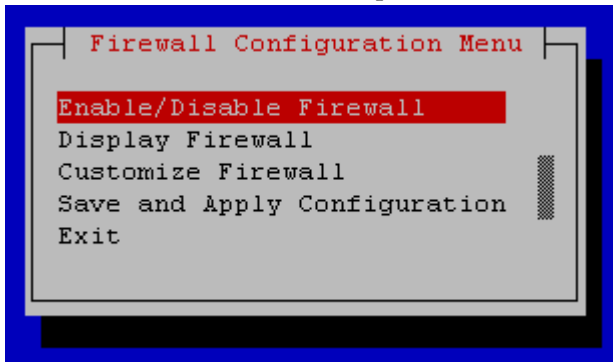 Firewall Configuration Menu
Enable/Disable Firewall
Display Firewall
Customize Firewall
Save and Apply Configuration
Exit